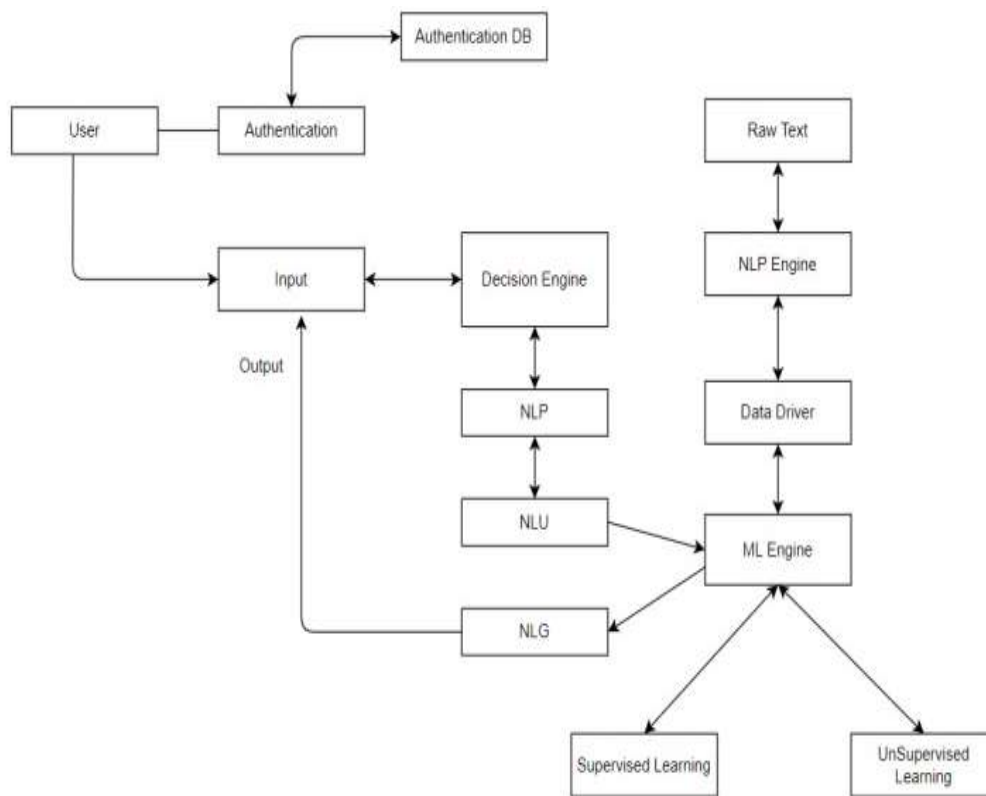 Authentication DB
User
Authentication
Raw Text
Input
Decision Engine
NLP Engine
Output
NLP
Data Driver
NLU
ML Engine
NLG
Supervised Learning
UnSupervised
Learning